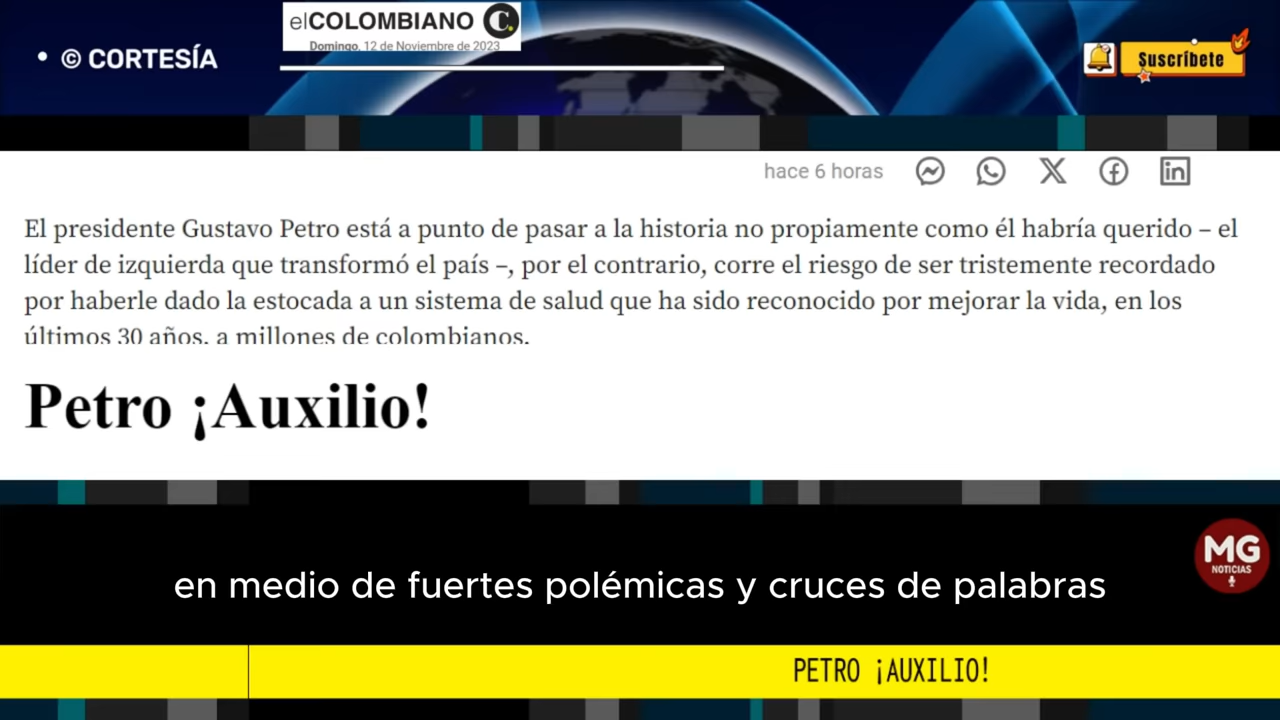 elCOLOMBIANO C.
Domingo, 12 de Noviembre de 2023
• © CORTESÍA
Suscríbete
hace 6 horas
El presidente Gustavo Petro está a punto de pasar a la historia no propiamente como él habría querido – el
líder de izquierda que transformó el país –, por el contrario, corre el riesgo de ser tristemente recordado
por haberle dado la estocada a un sistema de salud que ha sido reconocido por mejorar la vida, en los
últimos 30 años, a millones de colombianos.
Petro ¡Auxilio!
MG
NOTICIAS
en medio de fuertes polémicas y cruces de palabras
PETRO ¡AUXILIO!